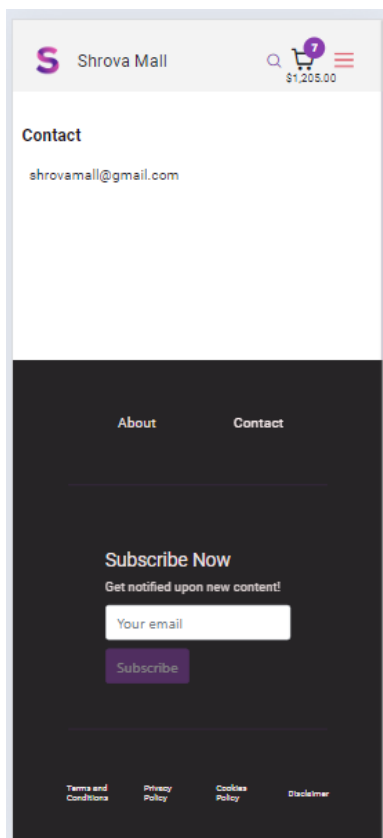 S Shrova Mall
7
$1,205.00
Contact
shrovamall@gmail.com
About Contact
Subscribe Now
Get notified upon new content!
Your email
Subscribe
Terms and Conditions
Privacy Policy
Cookies Policy
Disclaimer